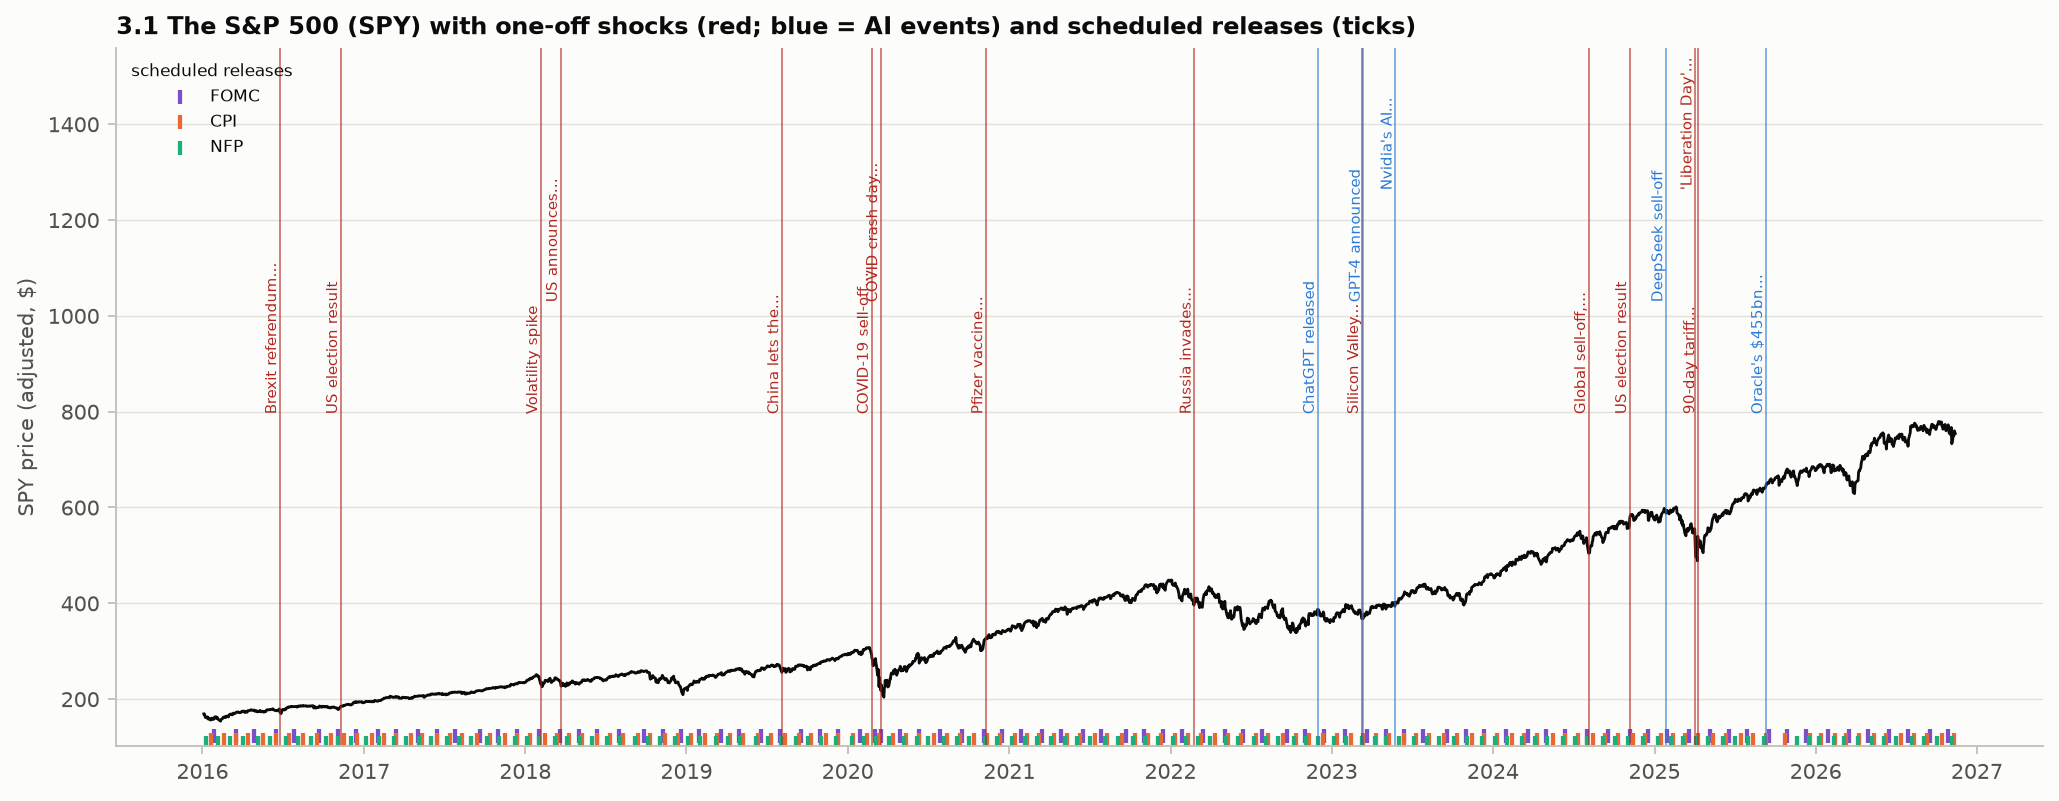 3.1 The S&P 500 (SPY) with one-off shocks (red; blue = AI events) and scheduled releases (ticks)
scheduled releases
FOMC
CPI
NFP
SPY price (adjusted, $)
1400
1200
1000
800
600
400
200
Brexit referendum...
US election result
Volatility spike
US announces...
China lets the...
COVID-19 sell-off
COVID crash day...
Pfizer vaccine...
Russia invades...
ChatGPT released
Silicon Valley...
GPT-4 announced
Nvidia's AI...
Global sell-off,...
US election result
DeepSeek sell-off
'Liberation Day'...
90-day tariff...
Oracle's $455bn...
2016
2017
2018
2019
2020
2021
2022
2023
2024
2025
2026
2027